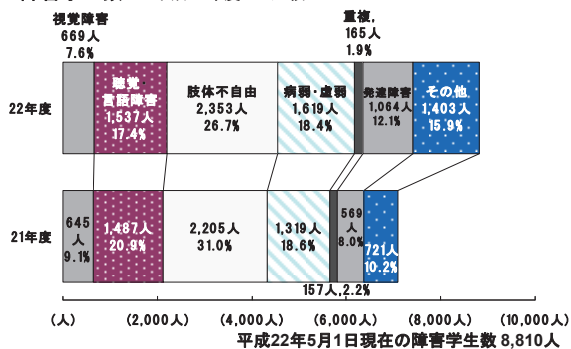 視覚障害
669人
7.6%
重複,
165人
1.9%
22年度
聴覚・
言語障害
1,537人
17.4%
肢体不自由
2,353人
26.7%
病弱・虚弱
1,619人
18.4%
発達障害
1,064人
12.1%
その他
1,403人
15.9%
21年度
645
人
9.1%
1,487人
20.9%
2,205人
31.0%
1,319人
18.6%
157人,2.2%
569
人
8.0%
721人
10.2%
(人) (2,000人) (4,000人) (6,000人) (8,000人) (10,000人)
平成22年5月1日現在の障害学生数 8,810人